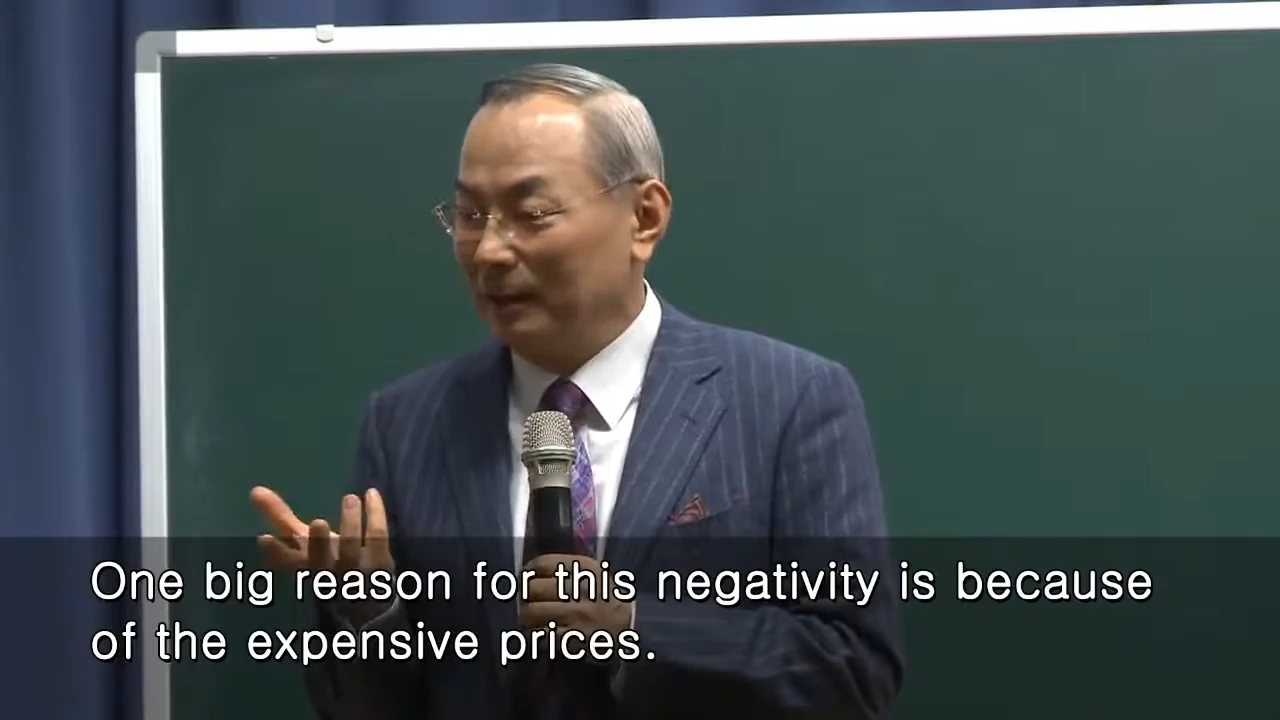 One big reason for this negativity is because
of the expensive prices.